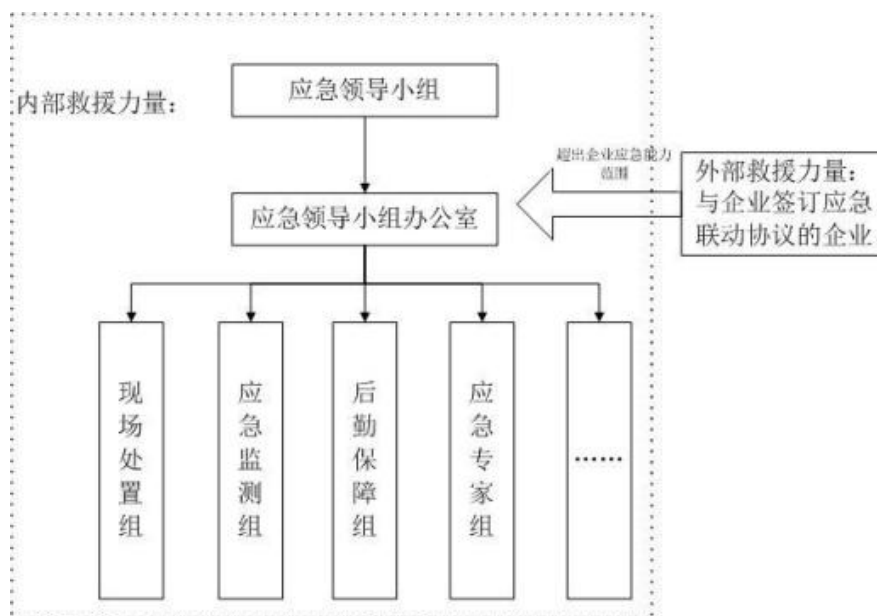 应急领导小组
内部救援力量：
超出企业应急能力
范围
外部救援力量：
与企业签订应急
联动协议的企业
应急领导小组办公室
现场处置组
应急监测组
后勤保障组
应急专家组
……